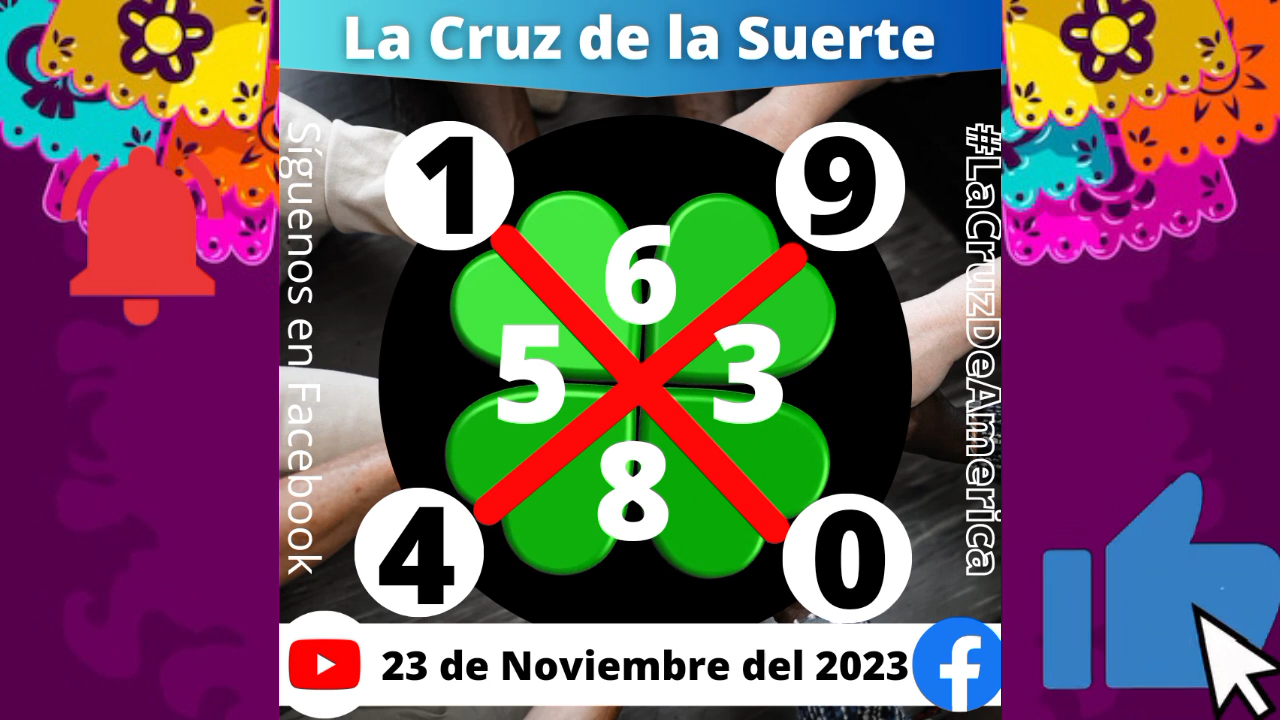 La Cruz de la Suerte
Síguenos en Facebook
#LaCruzDeAmerica
1
9
6
5
3
8
4
0
23 de Noviembre del 2023